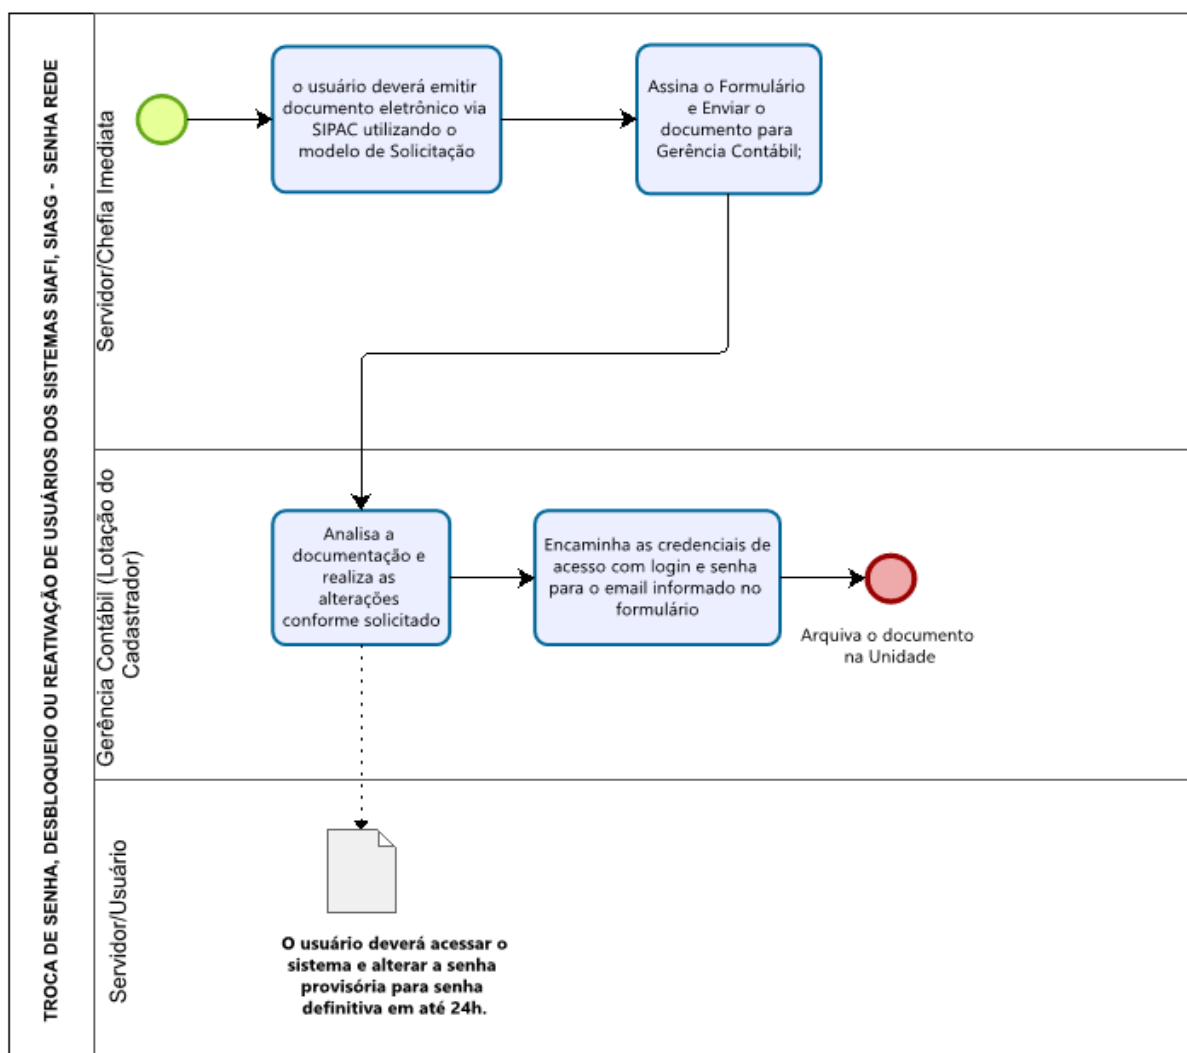 TROCA DE SENHA, DESBLOQUEIO OU REATIVAÇÃO DE USUÁRIOS DOS SISTEMAS SIAFI, SIASG - SENHA REDE
Servidor/Chefia Imediata
o usuário deverá emitir
documento eletrônico via
SIPAC utilizando o
modelo de Solicitação
Assina o Formulário
e Enviar o
documento para
Gerência Contábil;
Gerência Contábil (Lotação do
Cadastrador)
Analisa a
documentação e
realiza as
alterações
conforme solicitado
Encaminha as credenciais de
acesso com login e senha
para o email informado no
formulário
Arquiva o documento
na Unidade
Servidor/Usuário
O usuário deverá acessar o
sistema e alterar a senha
provisória para senha
definitiva em até 24h.